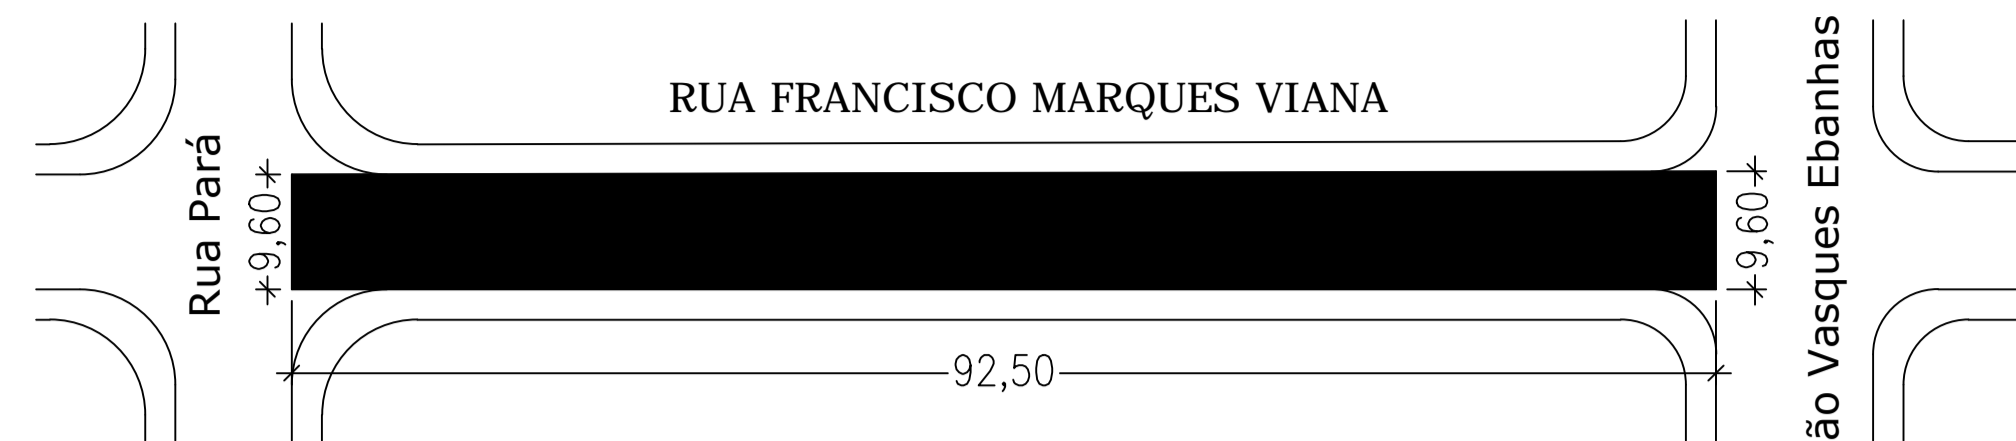 RUA FRANCISCO MARQUES VIANA
Rua Pará
9,60
9,60
ão Vasques Ebanhas
92,50